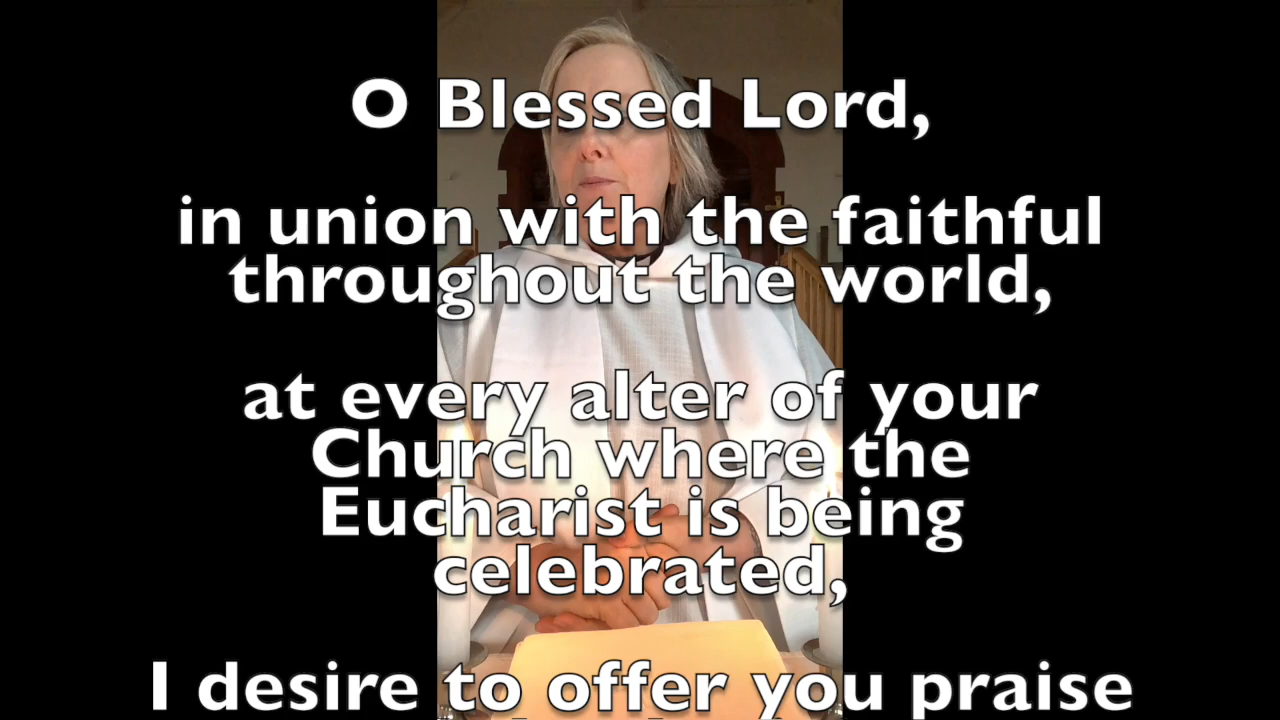 O Blessed Lord,
in union with the faithful
throughout the world,
at every alter of your
Church where the
Eucharist is being
celebrated,
I desire to offer you praise